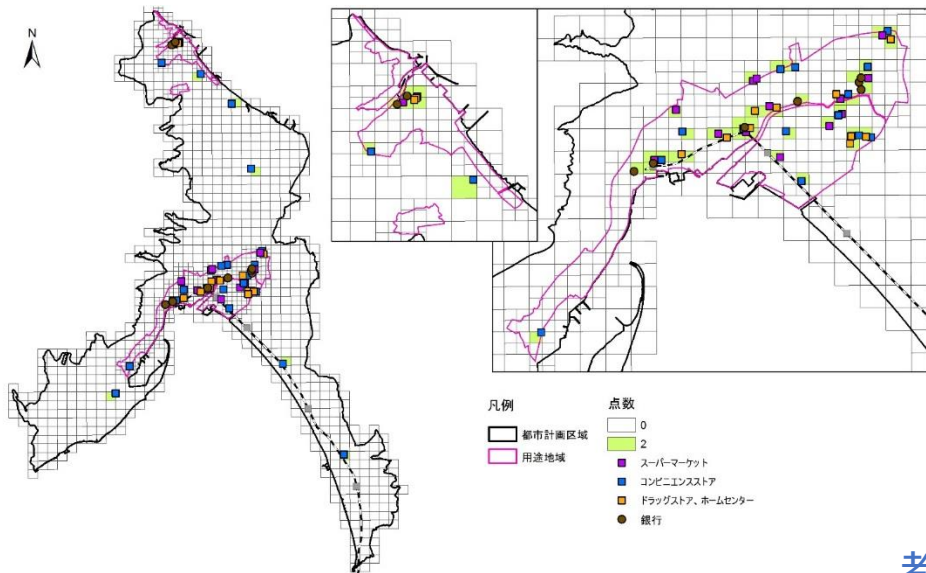 N
凡例
都市計画区域
用途地域
点数
0
2
スーパーマーケット
コンビニエンスストア
ドラッグストア、ホームセンター
銀行